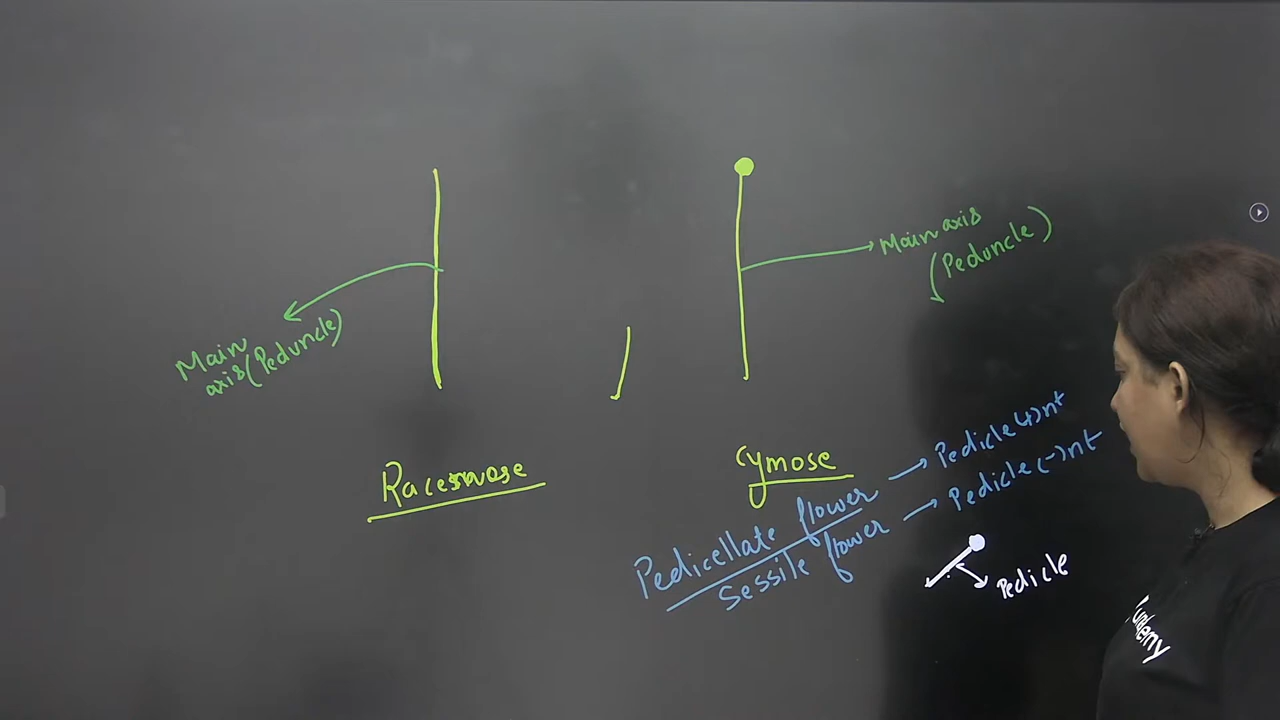 Main axis
(Peduncle)
Main
axis (Peduncle)
Racemose
Cymose
Pedicellate flower → Pedicle (+)nt
Sessile flower → Pedicle (-)nt
Pedicle